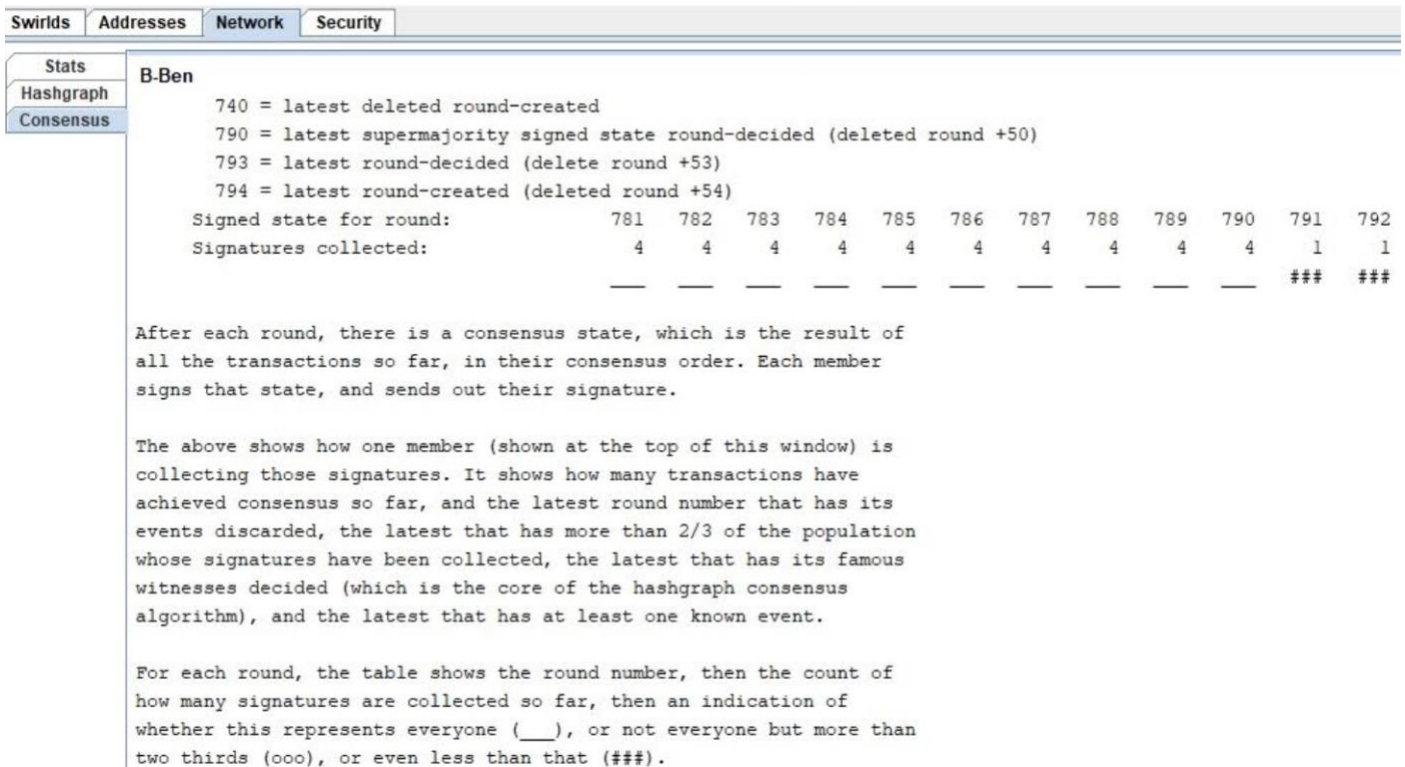 Swirlds Addresses Network Security
Stats
Hashgraph
Consensus
B-Ben
740 = latest deleted round-created
790 = latest supermajority signed state round-decided (deleted round +50)
793 = latest round-decided (delete round +53)
794 = latest round-created (deleted round +54)
Signed state for round: 781 782 783 784 785 786 787 788 789 790 791 792
Signatures collected: 4 4 4 4 4 4 4 4 4 4 1 1
___ ___ ___ ___ ___ ___ ___ ___ ___ ___ ### ###
After each round, there is a consensus state, which is the result of
all the transactions so far, in their consensus order. Each member
signs that state, and sends out their signature.
The above shows how one member (shown at the top of this window) is
collecting those signatures. It shows how many transactions have
achieved consensus so far, and the latest round number that has its
events discarded, the latest that has more than 2/3 of the population
whose signatures have been collected, the latest that has its famous
witnesses decided (which is the core of the hashgraph consensus
algorithm), and the latest that has at least one known event.
For each round, the table shows the round number, then the count of
how many signatures are collected so far, then an indication of
whether this represents everyone (___), or not everyone but more than
two thirds (ooo), or even less than that (###).